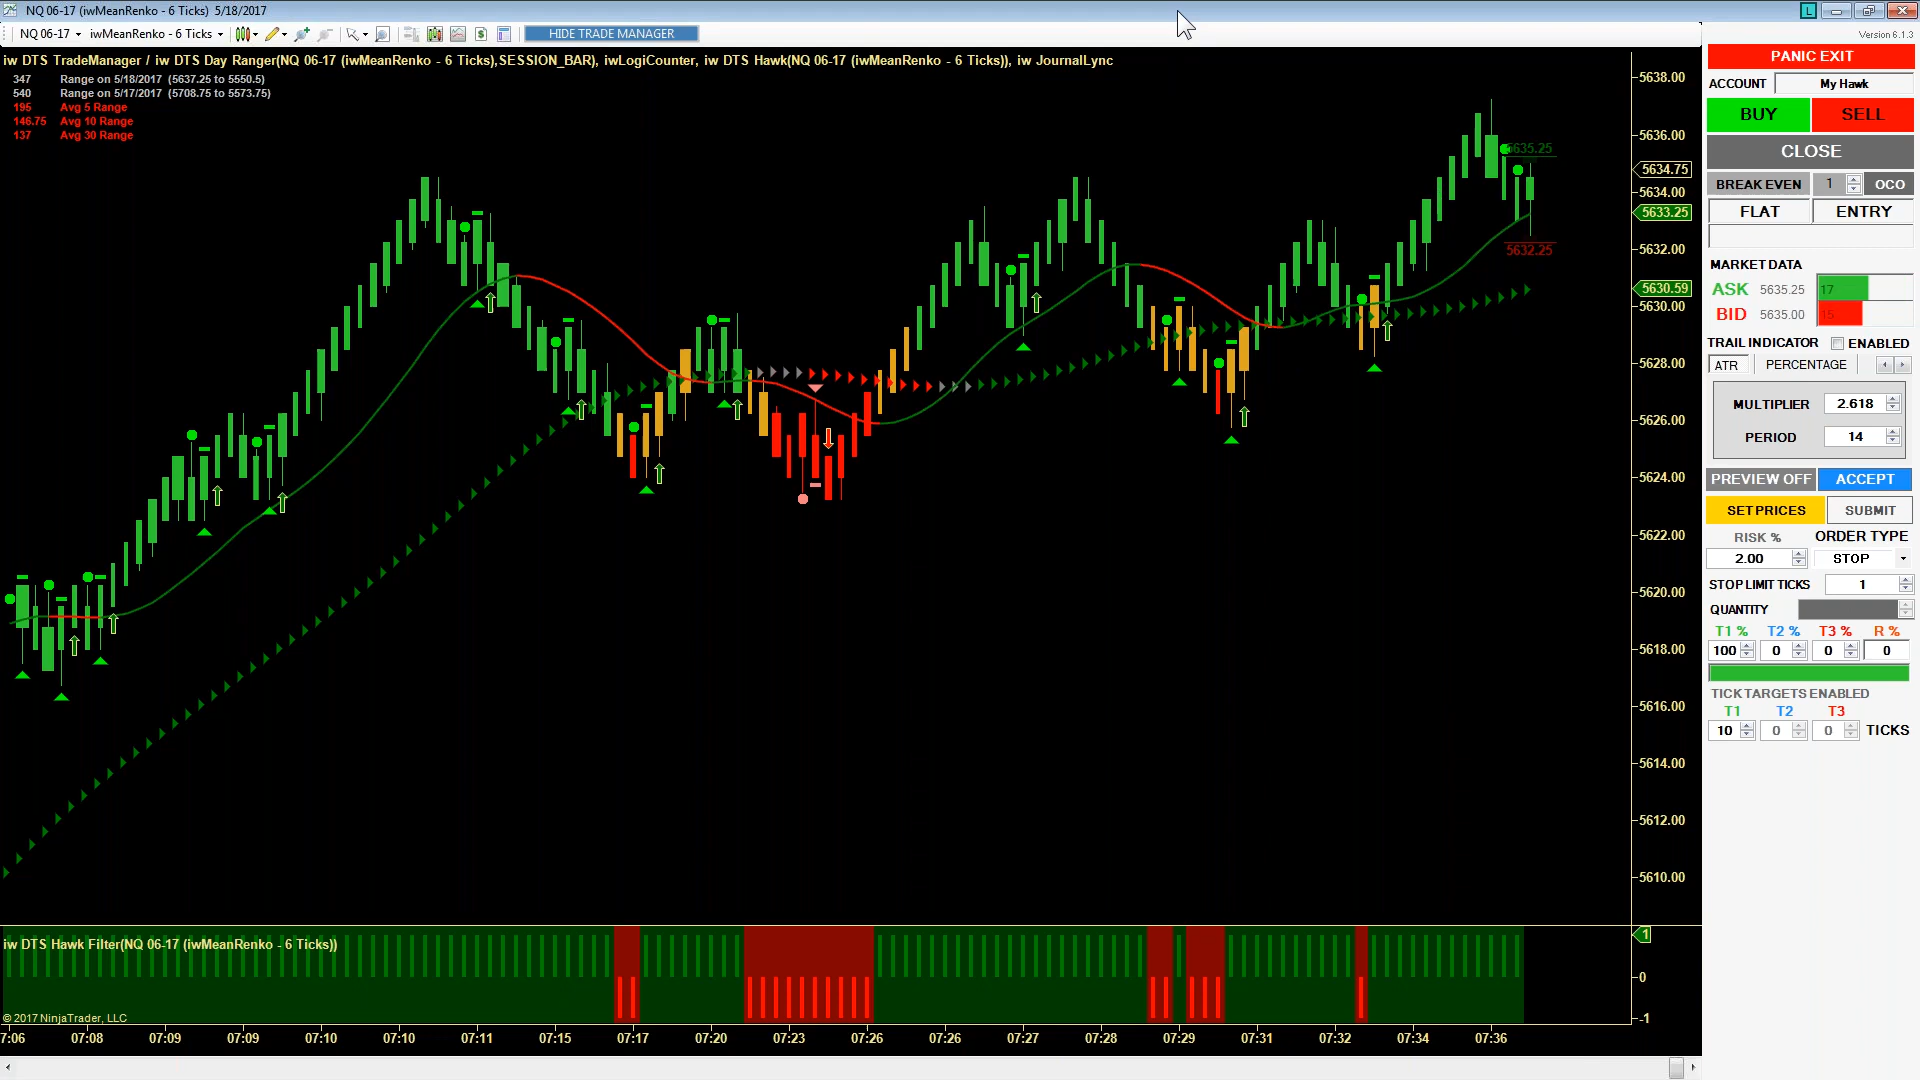 NQ 06-17 (iwMeanRenko - 6 Ticks)  5/18/2017
L
NQ 06-17 iwMeanRenko - 6 Ticks HIDE TRADE MANAGER
Version 6.1.3
iw DTS TradeManager / iw DTS Day Ranger(NQ 06-17 (iwMeanRenko - 6 Ticks),SESSION_BAR), iwLogiCounter, iw DTS Hawk(NQ 06-17 (iwMeanRenko - 6 Ticks)), iw JournalLync
347 Range on 5/18/2017 (5637.25 to 5550.5)
540 Range on 5/17/2017 (5708.75 to 5573.75)
195 Avg 5 Range
146.75 Avg 10 Range
137 Avg 30 Range
5635.25
5632.25
5638.00
5636.00
5634.75
5634.00
5633.25
5632.00
5630.59
5630.00
5628.00
5626.00
5624.00
5622.00
5620.00
5618.00
5616.00
5614.00
5612.00
5610.00
PANIC EXIT
ACCOUNT My Hawk
BUY SELL
CLOSE
BREAK EVEN 1 OCO
FLAT ENTRY
MARKET DATA
ASK 5635.25 17
BID 5635.00 15
TRAIL INDICATOR ENABLED
ATR PERCENTAGE
MULTIPLIER 2.618
PERIOD 14
PREVIEW OFF ACCEPT
SET PRICES SUBMIT
RISK % ORDER TYPE
2.00 STOP
STOP LIMIT TICKS 1
QUANTITY
T1 % T2 % T3 % R %
100 0 0 0
TICK TARGETS ENABLED
T1 T2 T3
10 0 0 TICKS
iw DTS Hawk Filter(NQ 06-17 (iwMeanRenko - 6 Ticks))
1
0
-1
© 2017 NinjaTrader, LLC
7:06 07:08 07:09 07:09 07:10 07:10 07:11 07:15 07:17 07:20 07:23 07:26 07:26 07:27 07:28 07:29 07:31 07:32 07:34 07:36